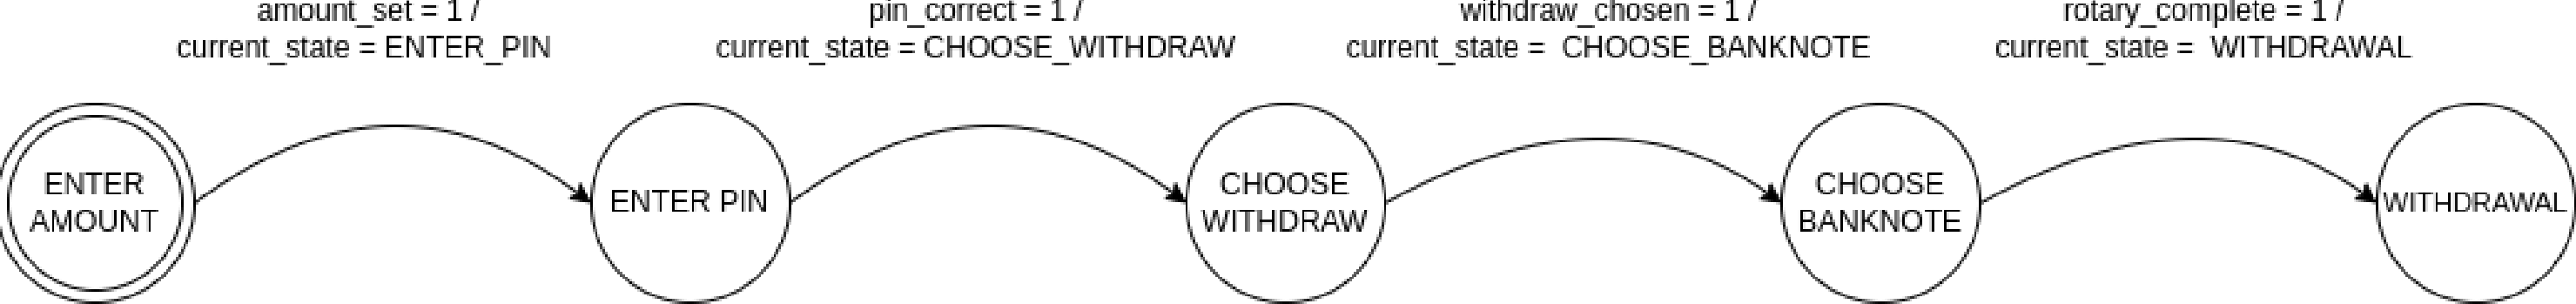 amount_set = 1 /
current_state = ENTER_PIN
pin_correct = 1 /
current_state = CHOOSE_WITHDRAW
withdraw_chosen = 1 /
current_state = CHOOSE_BANKNOTE
rotary_complete = 1 /
current_state = WITHDRAWAL
ENTER
AMOUNT
ENTER PIN
CHOOSE
WITHDRAW
CHOOSE
BANKNOTE
WITHDRAWAL